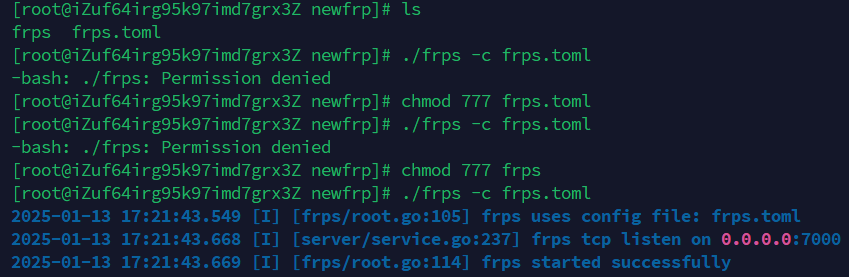 [root@iZuf64irg95k97imd7grx3Z newfrp]# ls
frps  frps.toml
[root@iZuf64irg95k97imd7grx3Z newfrp]# ./frps -c frps.toml
-bash: ./frps: Permission denied
[root@iZuf64irg95k97imd7grx3Z newfrp]# chmod 777 frps.toml
[root@iZuf64irg95k97imd7grx3Z newfrp]# ./frps -c frps.toml
-bash: ./frps: Permission denied
[root@iZuf64irg95k97imd7grx3Z newfrp]# chmod 777 frps
[root@iZuf64irg95k97imd7grx3Z newfrp]# ./frps -c frps.toml
2025-01-13 17:21:43.549 [I] [frps/root.go:105] frps uses config file: frps.toml
2025-01-13 17:21:43.668 [I] [server/service.go:237] frps tcp listen on 0.0.0.0:7000
2025-01-13 17:21:43.669 [I] [frps/root.go:114] frps started successfully